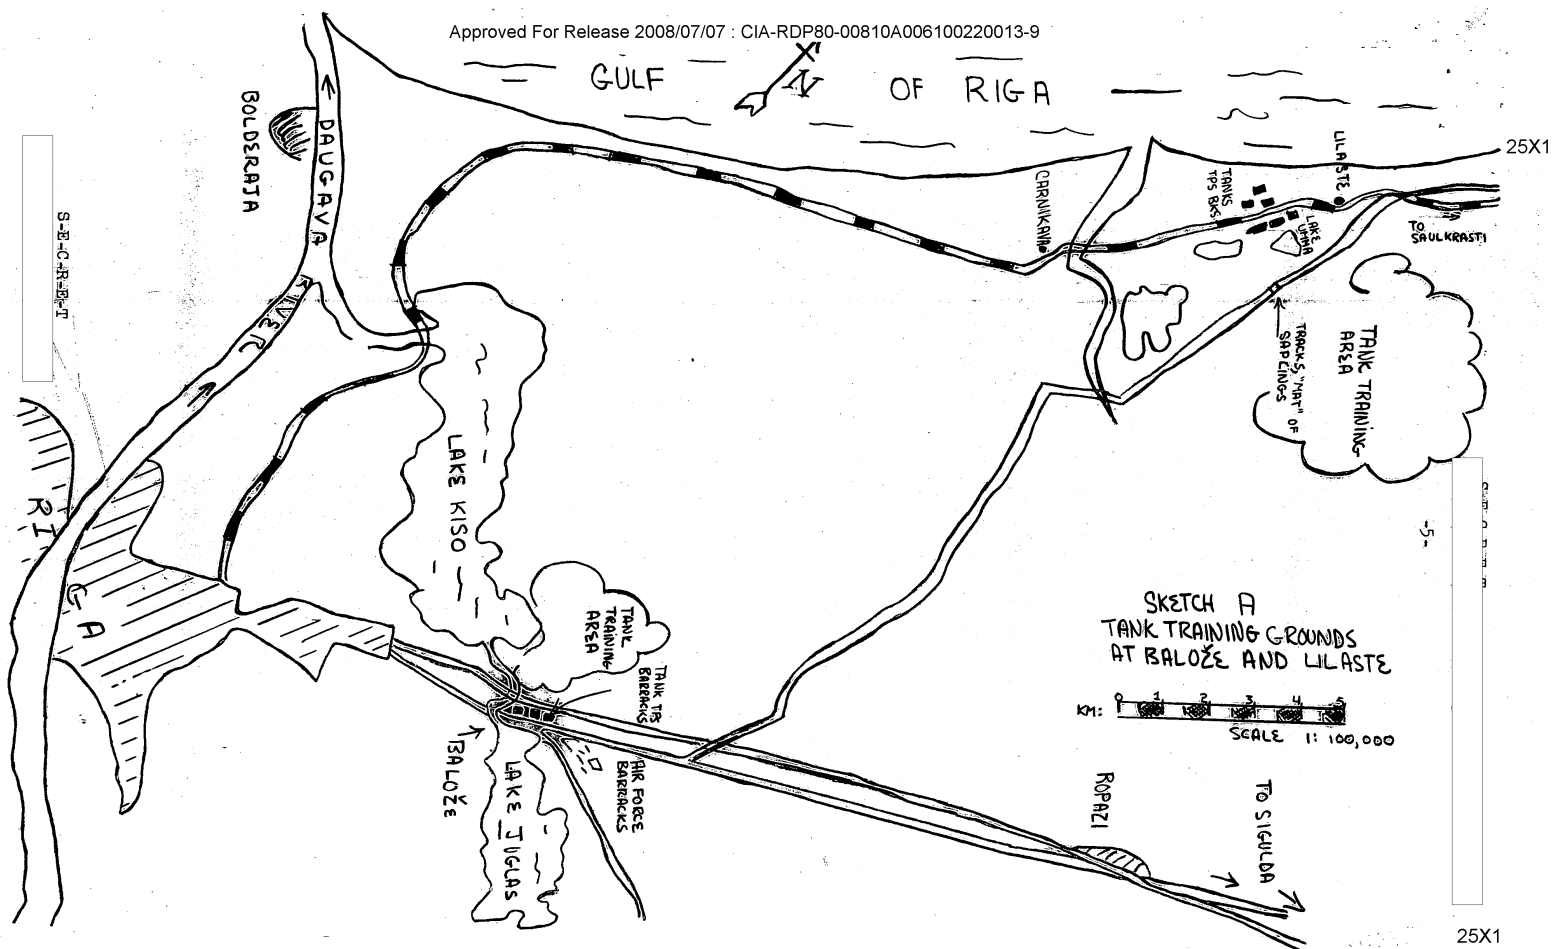 Approved For Release 2008/07/07 : CIA-RDP80-00810A006100220013-9
GULF
OF RIGA
N
25X1
BOLDERAJA
DAUGAVA
RIVER
S-E-C-R-E-T
CARNIKAVA
TANKS
TPS BKS
LILASTE
LAKE
UMMA
TO
SAULKRASTI
TANK TRAINING
AREA
TRACKS, "MAT" OF
SAPLINGS
LAKE KISO
RIGA
TANK
TRAINING
AREA
TANK TPS
BARRACKS
AIR FORCE
BARRACKS
BALOŽE
LAKE JUGLAS
-5-
SKETCH A
TANK TRAINING GROUNDS
AT BALOŽE AND LILASTE
KM: 0 1 2 3 4 5
SCALE 1: 100,000
ROPAZI
TO SIGULDA
25X1